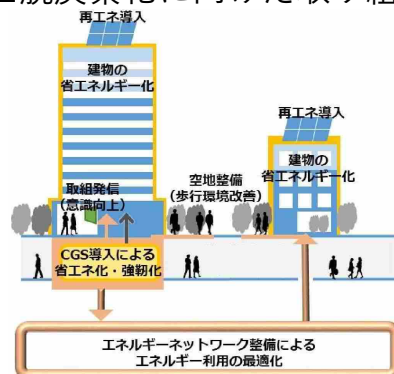 再エネ導入
建物の
省エネルギー化
再エネ導入
建物の
省エネルギー化
取組発信
(意識向上)
空地整備
(歩行環境改善)
CGS導入による
省エネ化・強靭化
エネルギーネットワーク整備による
エネルギー利用の最適化